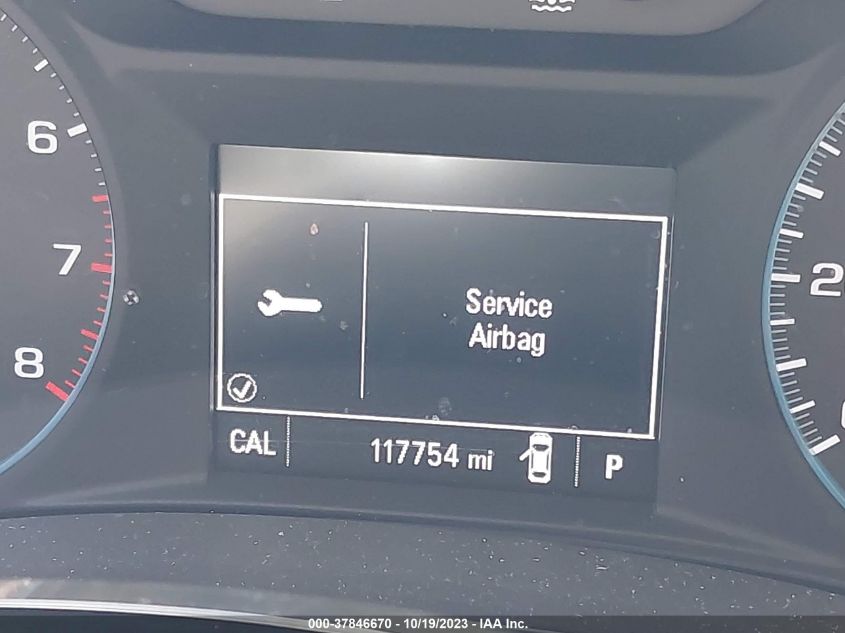 6
7
8
Service
Airbag
CAL
117754 mi
P
2
000-37846670 - 10/19/2023 - IAA Inc.